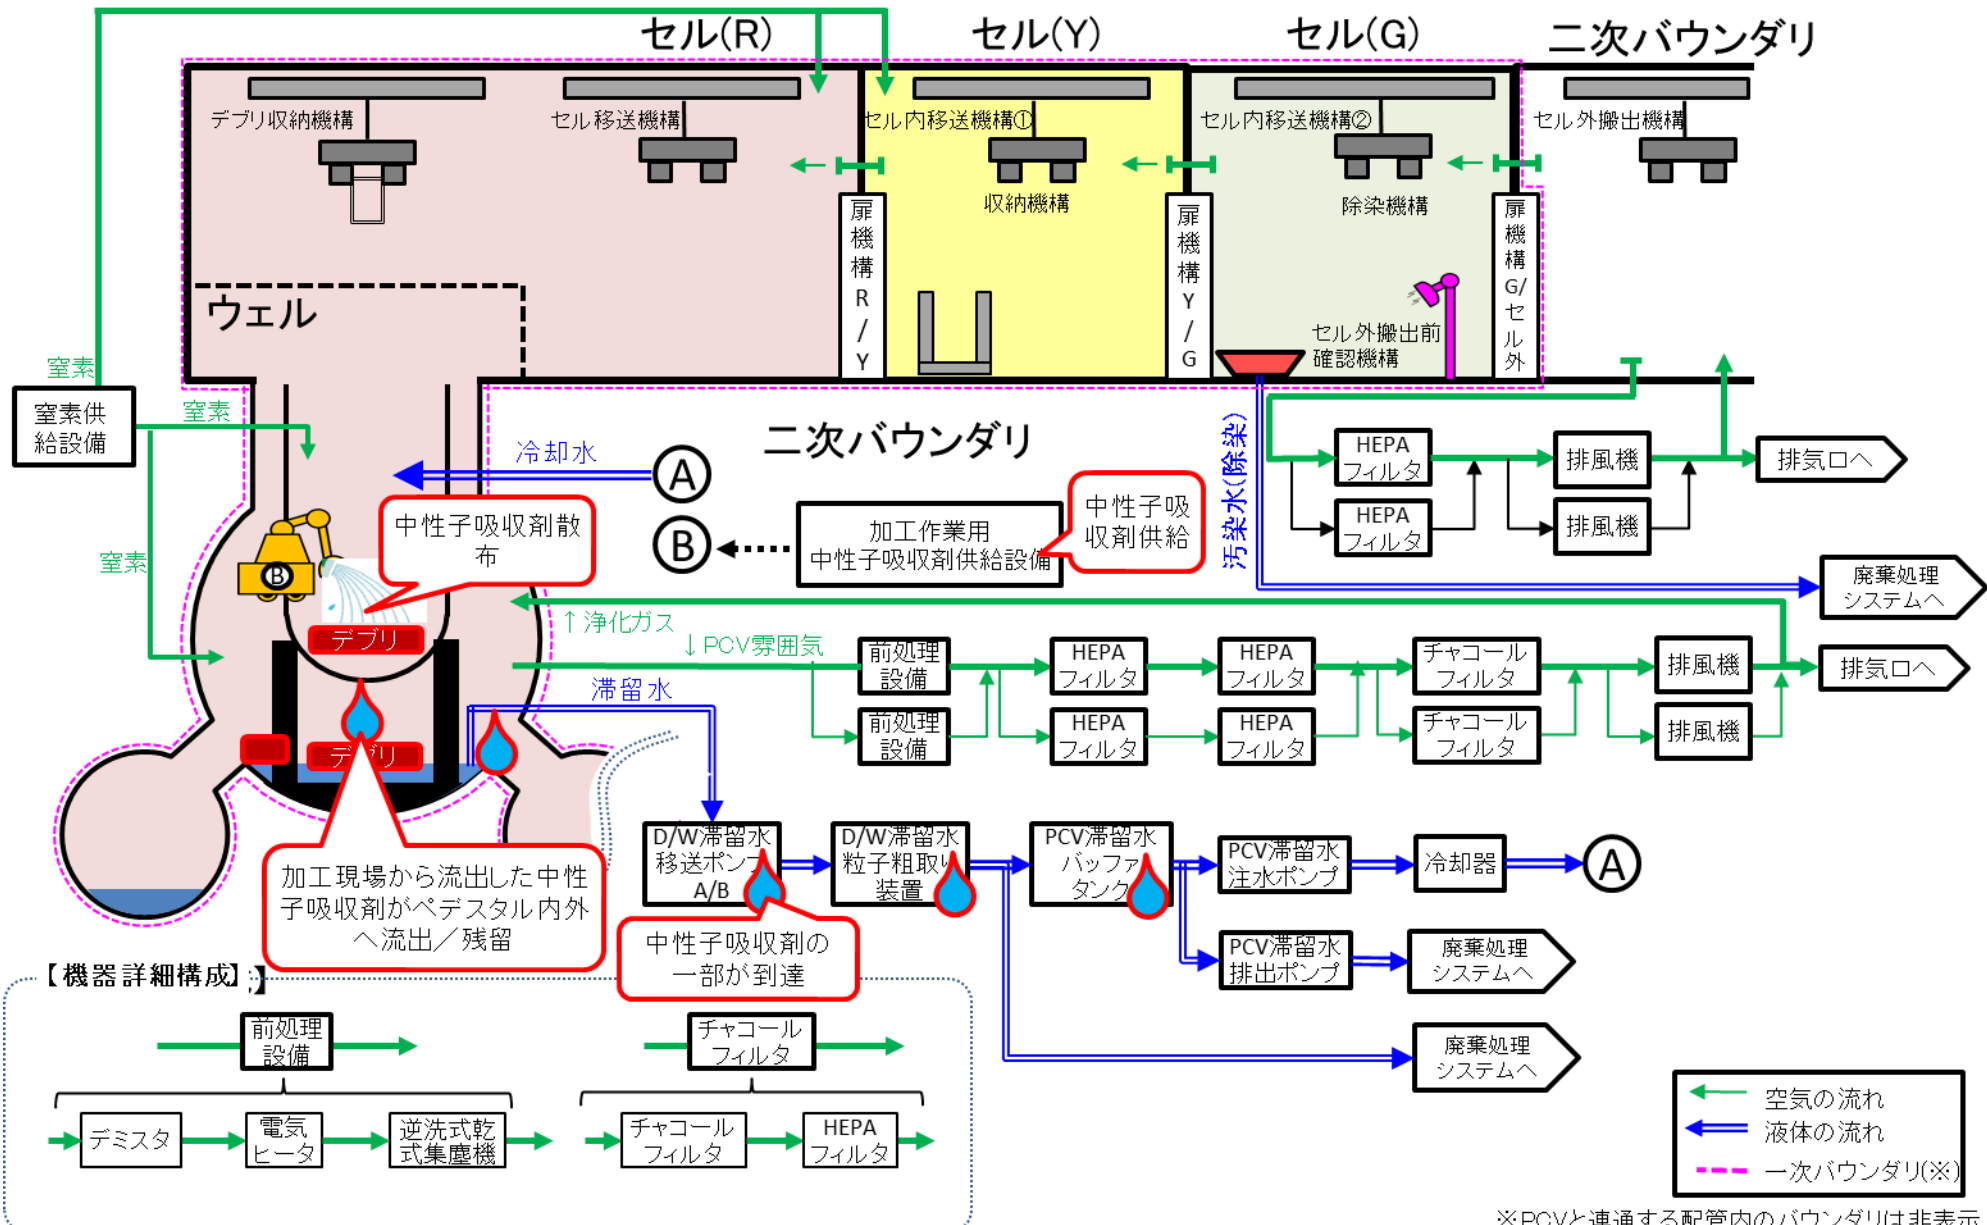 セル(R)
セル(Y)
セル(G)
二次バウンダリ
デブリ収納機構
セル移送機構
セル内移送機構①
セル内移送機構②
セル外搬出機構
収納機構
除染機構
扉機構R/Y
扉機構Y/G
扉機構G/セル外
ウェル
セル外搬出前
確認機構
窒素
窒素供
給設備
窒素
窒素
冷却水
A
二次バウンダリ
B
加工作業用
中性子吸収剤供給設備
中性子吸
収剤供給
中性子吸収剤散
布
B
汚染水(除染)
HEPA
フィルタ
排風機
排気口へ
HEPA
フィルタ
排風機
廃棄処理
システムへ
デブリ
↑浄化ガス
↓PCV雰囲気
前処理
設備
HEPA
フィルタ
HEPA
フィルタ
チャコール
フィルタ
排風機
排気口へ
前処理
設備
HEPA
フィルタ
HEPA
フィルタ
チャコール
フィルタ
排風機
滞留水
デブリ
D/W滞留水
移送ポンプ
A/B
D/W滞留水
粒子粗取り
装置
PCV滞留水
バッファ
タンク
PCV滞留水
注水ポンプ
冷却器
A
PCV滞留水
排出ポンプ
廃棄処理
システムへ
廃棄処理
システムへ
加工現場から流出した中性
子吸収剤がペデスタル内外
へ流出／残留
中性子吸収剤の
一部が到達
【機器詳細構成】
前処理
設備
チャコール
フィルタ
デミスタ
電気
ヒータ
逆洗式乾
式集塵機
チャコール
フィルタ
HEPA
フィルタ
空気の流れ
液体の流れ
一次バウンダリ(※)
※PCVと連通する配管内のバウンダリは非表示